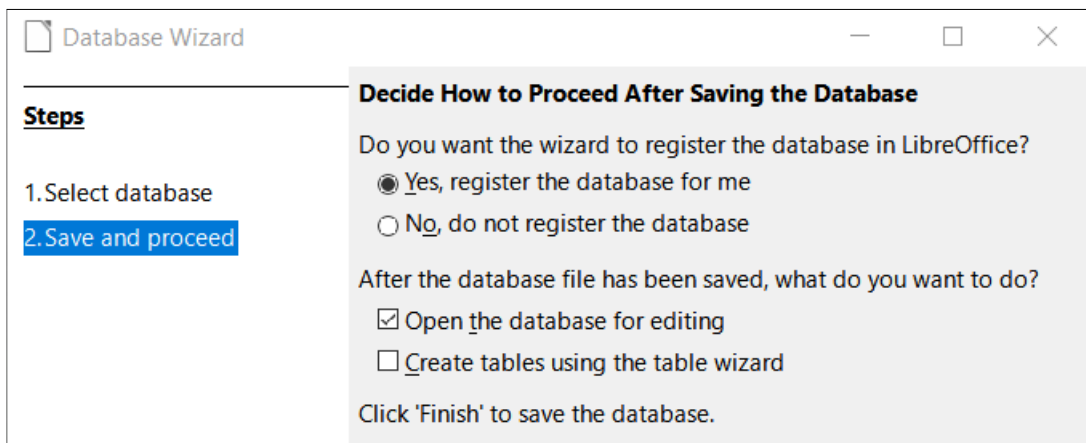 Database Wizard
Steps
1.Select database
2.Save and proceed
Decide How to Proceed After Saving the Database
Do you want the wizard to register the database in LibreOffice?
Yes, register the database for me
No, do not register the database
After the database file has been saved, what do you want to do?
Open the database for editing
Create tables using the table wizard
Click 'Finish' to save the database.